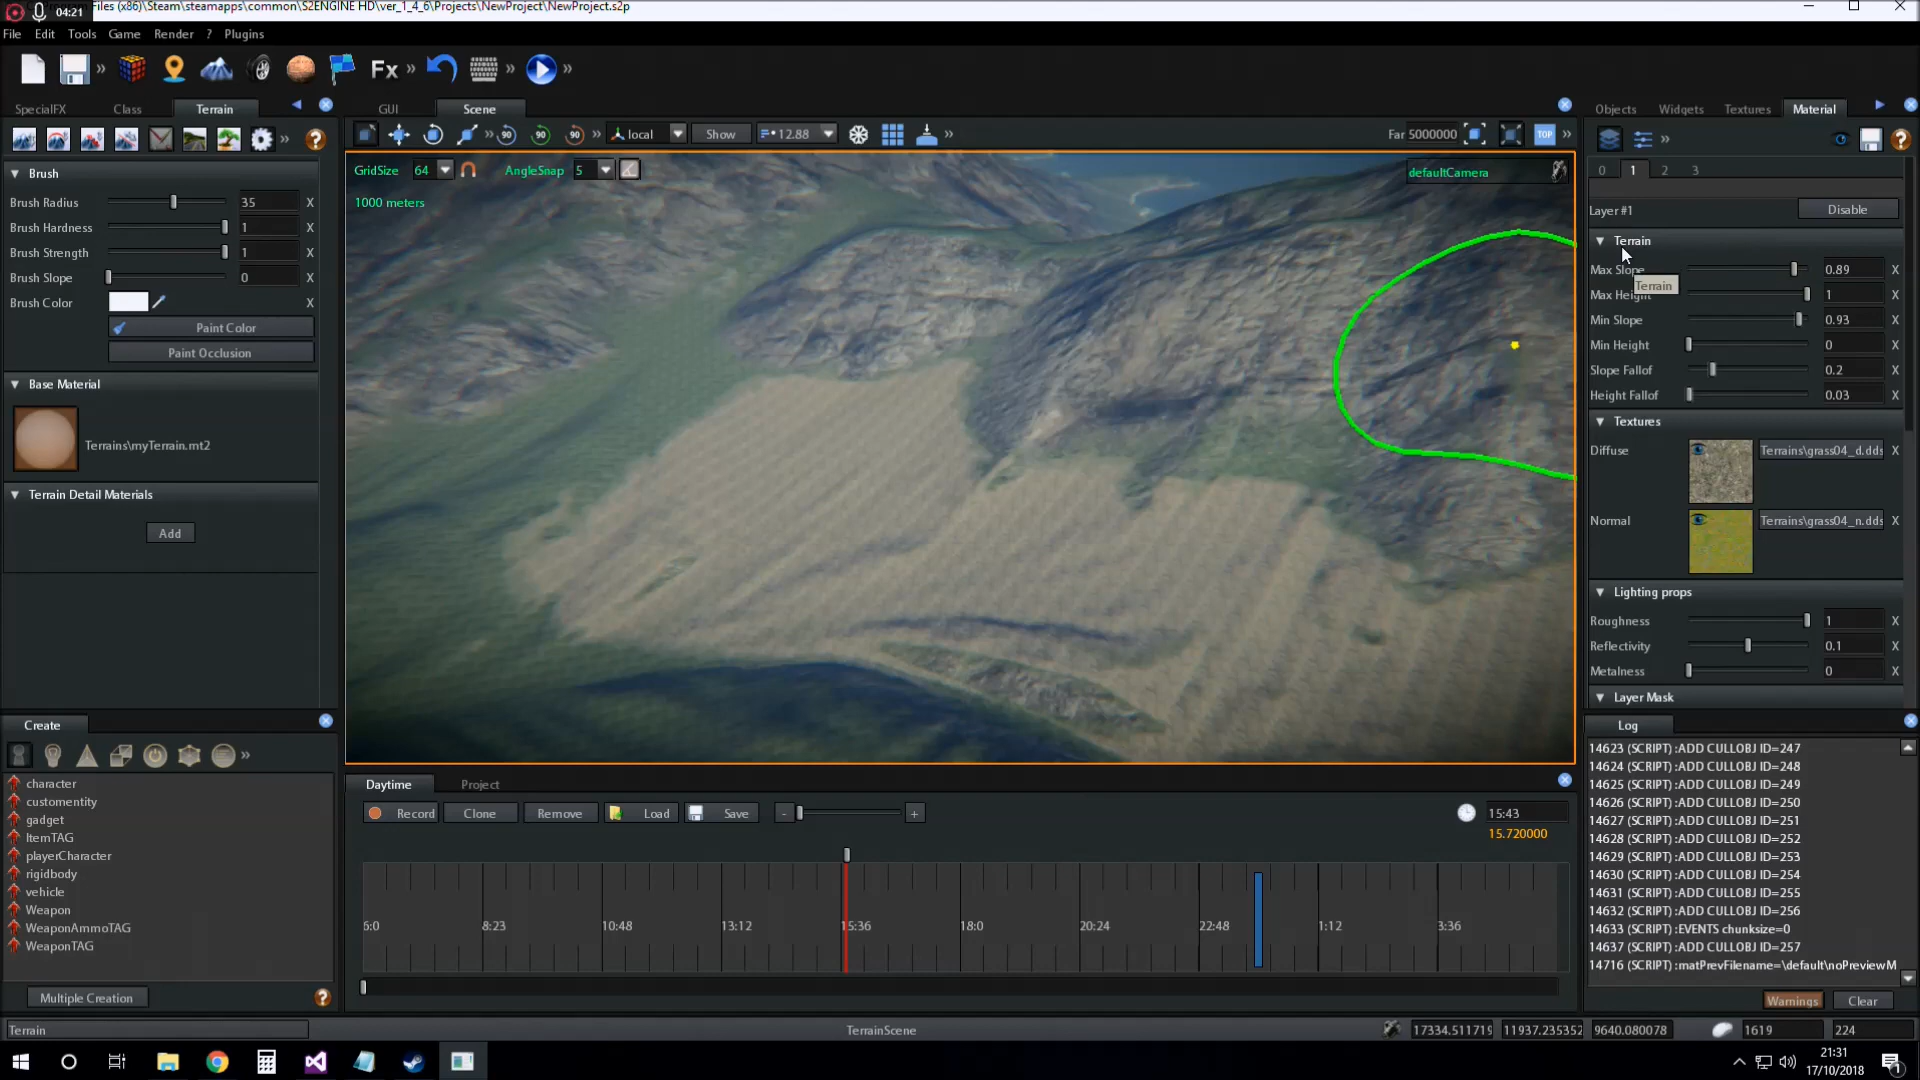 04:21
Files (x86)\Steam\steamapps\common\S2ENGINE HD\ver_1_4_6\Projects\NewProject\NewProject.s2p
File Edit Tools Game Render ? Plugins
Fx
SpecialFX Class Terrain
GUI Scene
Objects Widgets Textures Material
local Show 12.88 Far 5000000 TOP
GridSize 64 AngleSnap 5 defaultCamera
1000 meters
Brush
Brush Radius 35 X
Brush Hardness 1 X
Brush Strength 1 X
Brush Slope 0 X
Brush Color X
Paint Color
Paint Occlusion
Base Material
Terrains\myTerrain.mt2
Terrain Detail Materials
Add
0 1 2 3
Layer #1 Disable
Terrain
Max Slope 0.89 X
Terrain
Max Height 1 X
Min Slope 0.93 X
Min Height 0 X
Slope Fallof 0.2 X
Height Fallof 0.03 X
Textures
Diffuse Terrains\grass04_d.dds X
Normal Terrains\grass04_n.dds X
Lighting props
Roughness 1 X
Reflectivity 0.1 X
Metalness 0 X
Layer Mask
Create
character
customentity
gadget
ItemTAG
playerCharacter
rigidbody
vehicle
Weapon
WeaponAmmoTAG
WeaponTAG
Multiple Creation
Daytime Project
Record Clone Remove Load Save - +
15:43
15.720000
6:0 8:23 10:48 13:12 15:36 18:0 20:24 22:48 1:12 3:36
Log
14623 (SCRIPT) :ADD CULLOBJ ID=247
14624 (SCRIPT) :ADD CULLOBJ ID=248
14625 (SCRIPT) :ADD CULLOBJ ID=249
14626 (SCRIPT) :ADD CULLOBJ ID=250
14627 (SCRIPT) :ADD CULLOBJ ID=251
14628 (SCRIPT) :ADD CULLOBJ ID=252
14629 (SCRIPT) :ADD CULLOBJ ID=253
14630 (SCRIPT) :ADD CULLOBJ ID=254
14631 (SCRIPT) :ADD CULLOBJ ID=255
14632 (SCRIPT) :ADD CULLOBJ ID=256
14633 (SCRIPT) :EVENTS chunksize=0
14637 (SCRIPT) :ADD CULLOBJ ID=257
14716 (SCRIPT) :matPrevFilename=\default\noPreviewM
Warnings Clear
Terrain TerrainScene 17334.511719 11937.235352 9640.080078 1619 224
21:31
17/10/2018
1